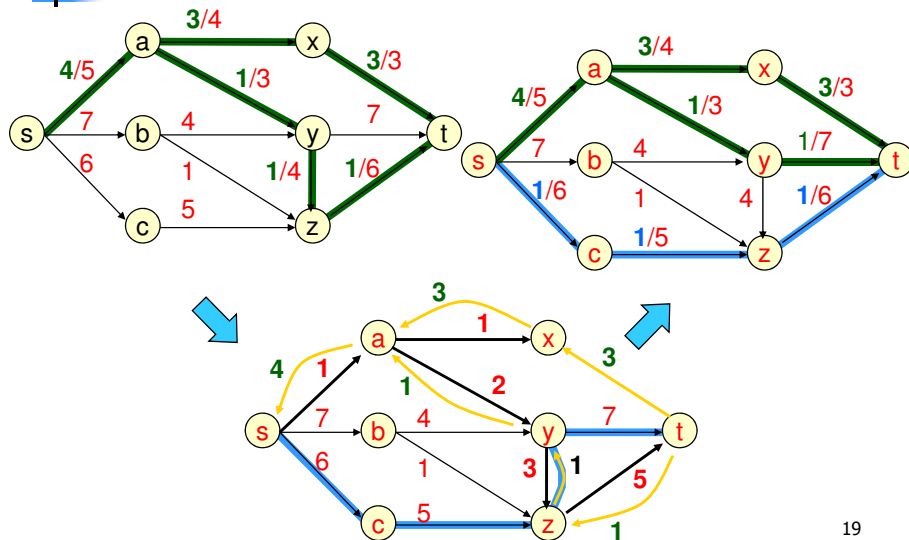 3/4
a x
4/5 1/3 3/3
s 7 b 4 y 7 t
6 1 1/4 1/6
c 5 z
3/4
a x
4/5 1/3 3/3
s 7 b 4 y 1/7 t
1/6 1 4 1/6
c 1/5 z
3
a 1 x
4 1 1 2 3
s 7 b 4 y 7 t
6 1 3 1 5
c 5 z 1
19